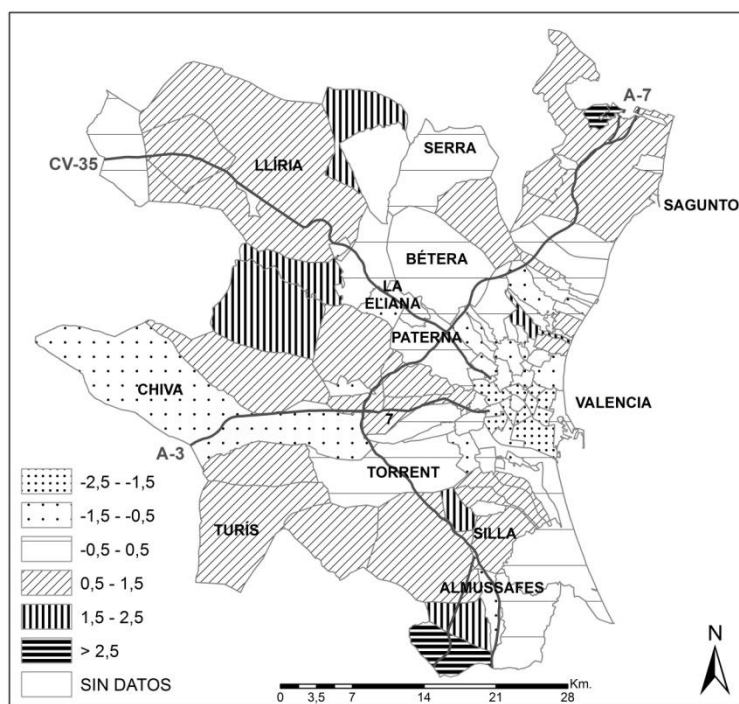 A-7
CV-35
LLÍRIA
SERRA
SAGUNTO
BÉTERA
LA
ELIANA
PATERNA
CHIVA
VALENCIA
7
A-3
TORRENT
TURÍS
SILLA
ALMUSSAFES
-2,5 - -1,5
-1,5 - -0,5
-0,5 - 0,5
0,5 - 1,5
1,5 - 2,5
> 2,5
SIN DATOS
N
Km.
0 3,5 7 14 21 28